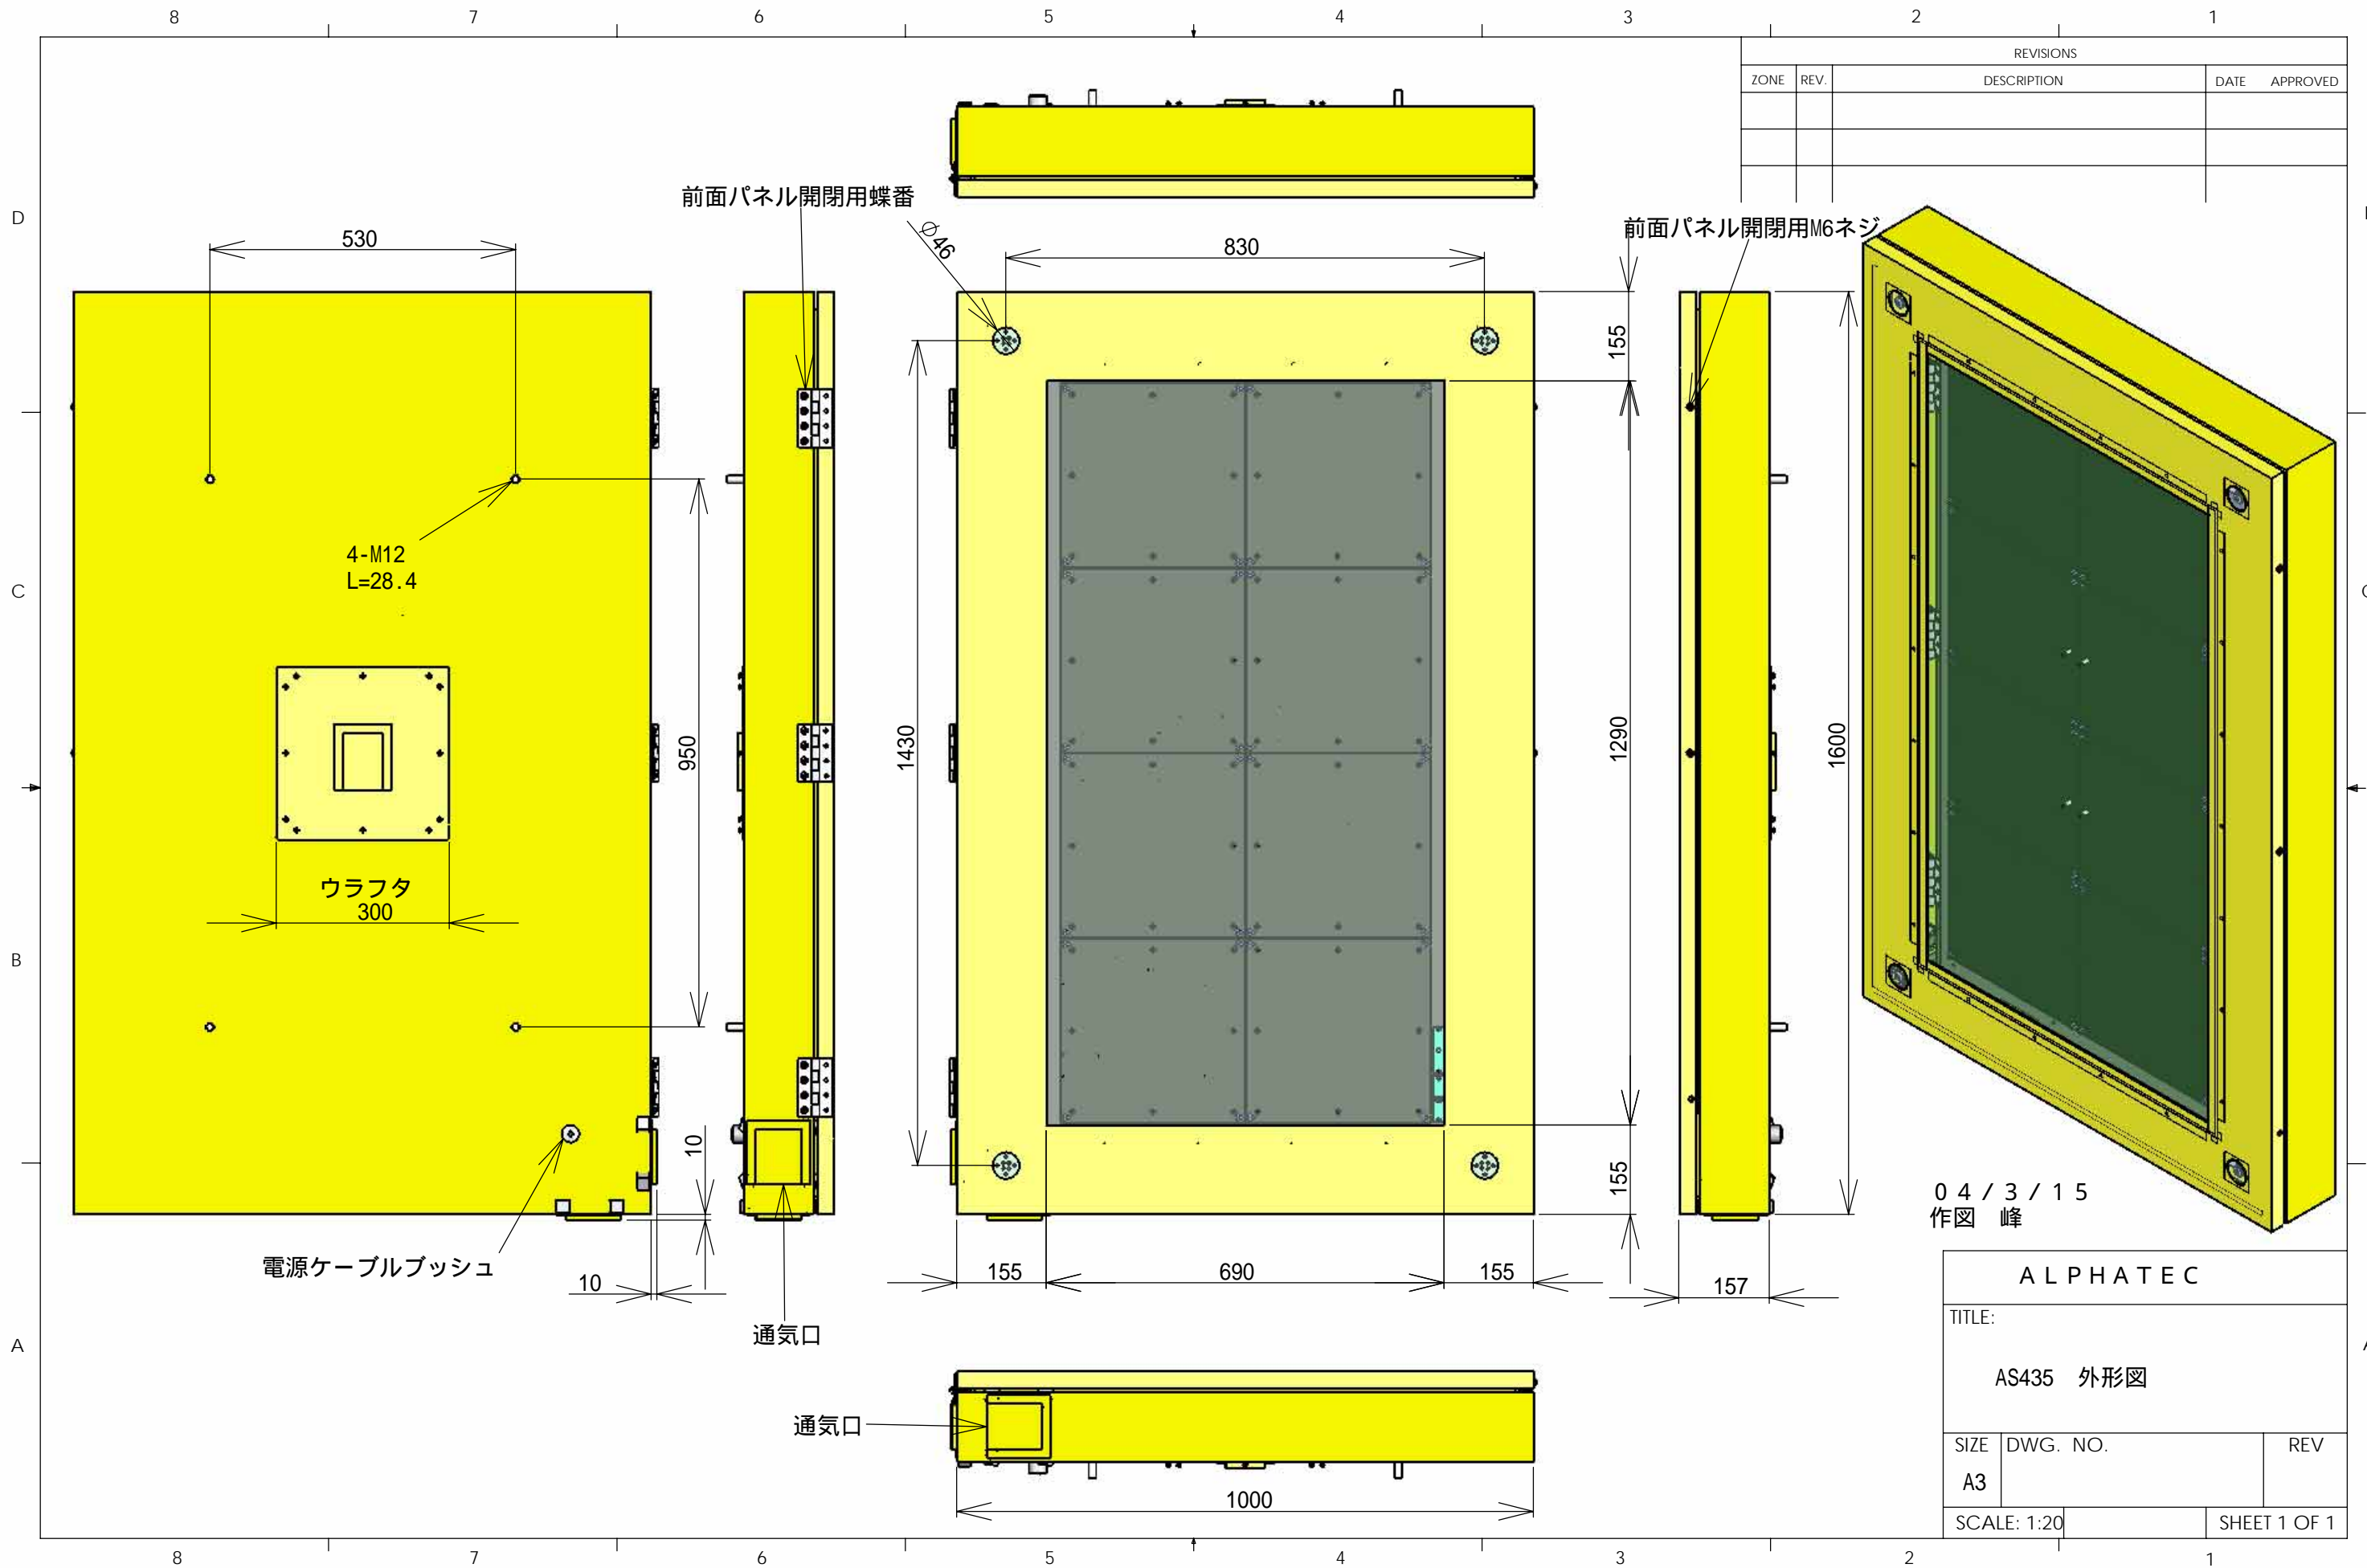 8 7 6 5 4 3 2 1
REVISIONS
ZONE REV. DESCRIPTION DATE APPROVED
D
前面パネル開閉用蝶番
∅46
前面パネル開閉用M6ネジ
530
830
155
4-M12
L=28.4
C
950
1430
1290
1600
ウラフタ
300
B
10
155
04/3/15
作図 峰
電源ケーブルブッシュ
10
155 690 155
157
通気口
A
通気口
1000
ALPHATEC
TITLE:
AS435 外形図
SIZE DWG. NO. REV
A3
SCALE: 1:20 SHEET 1 OF 1
8 7 6 5 4 3 2 1